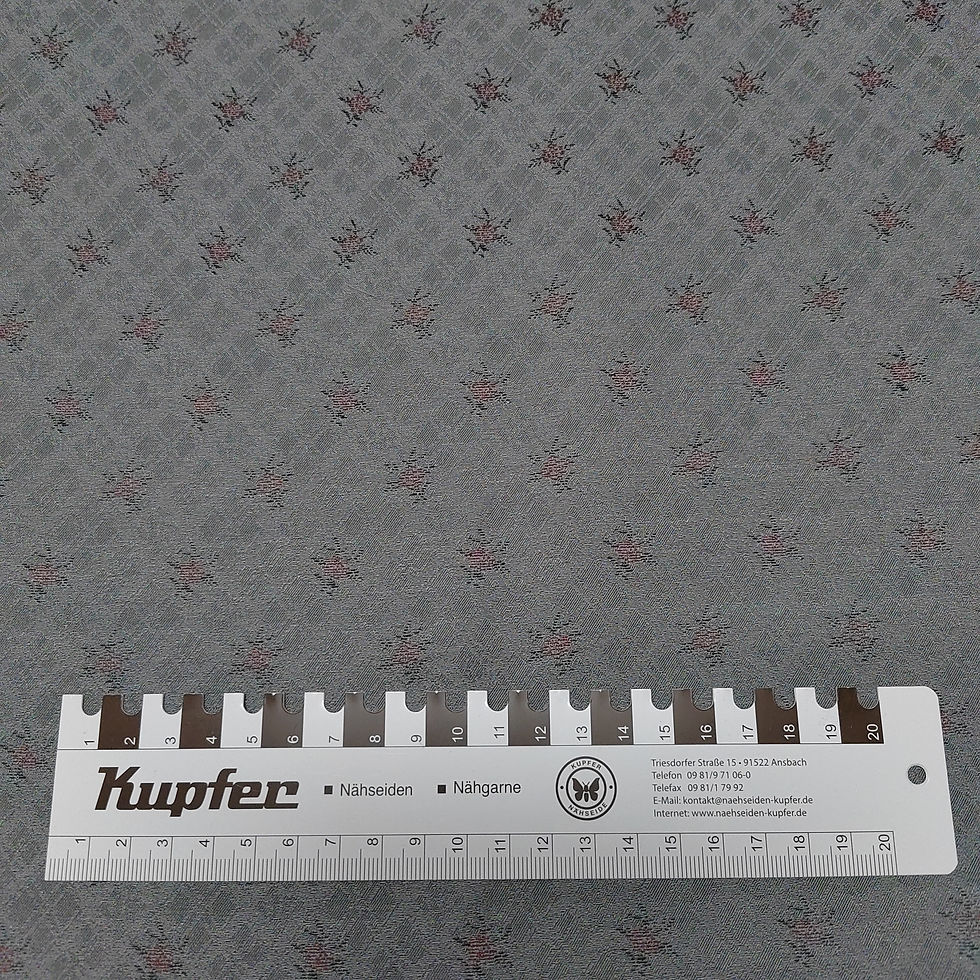 1 2 3 4 5 6 7 8 9 10 11 12 13 14 15 16 17 18 19 20
Kupfer
■ Nähseiden ■ Nähgarne
KUPFER
NÄHSEIDE
Triesdorfer Straße 15 • 91522 Ansbach
Telefon 09 81/9 71 06-0
Telefax 09 81/1 79 92
E-Mail: kontakt@naehseiden-kupfer.de
Internet: www.naehseiden-kupfer.de
1 2 3 4 5 6 7 8 9 10 11 12 13 14 15 16 17 18 19 20